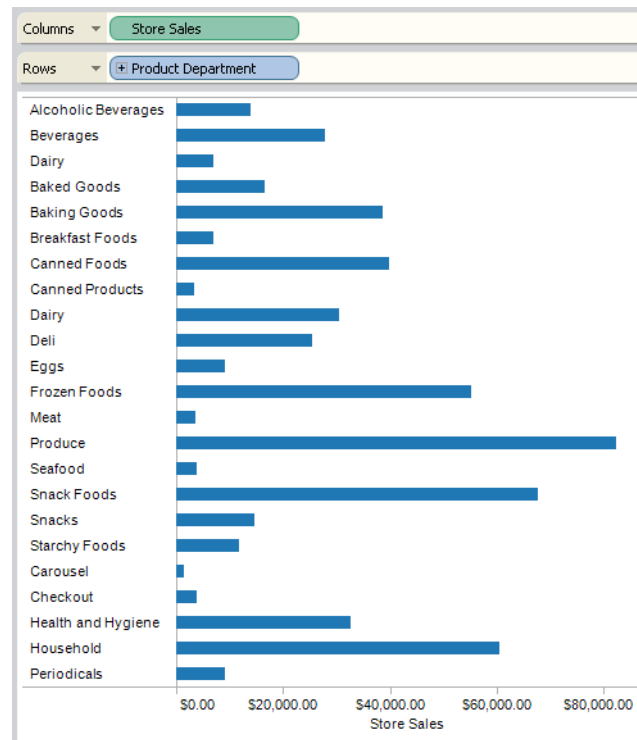 Columns Store Sales
Rows Product Department
Alcoholic Beverages
Beverages
Dairy
Baked Goods
Baking Goods
Breakfast Foods
Canned Foods
Canned Products
Dairy
Deli
Eggs
Frozen Foods
Meat
Produce
Seafood
Snack Foods
Snacks
Starchy Foods
Carousel
Checkout
Health and Hygiene
Household
Periodicals
$0.00 $20,000.00 $40,000.00 $60,000.00 $80,000.00
Store Sales